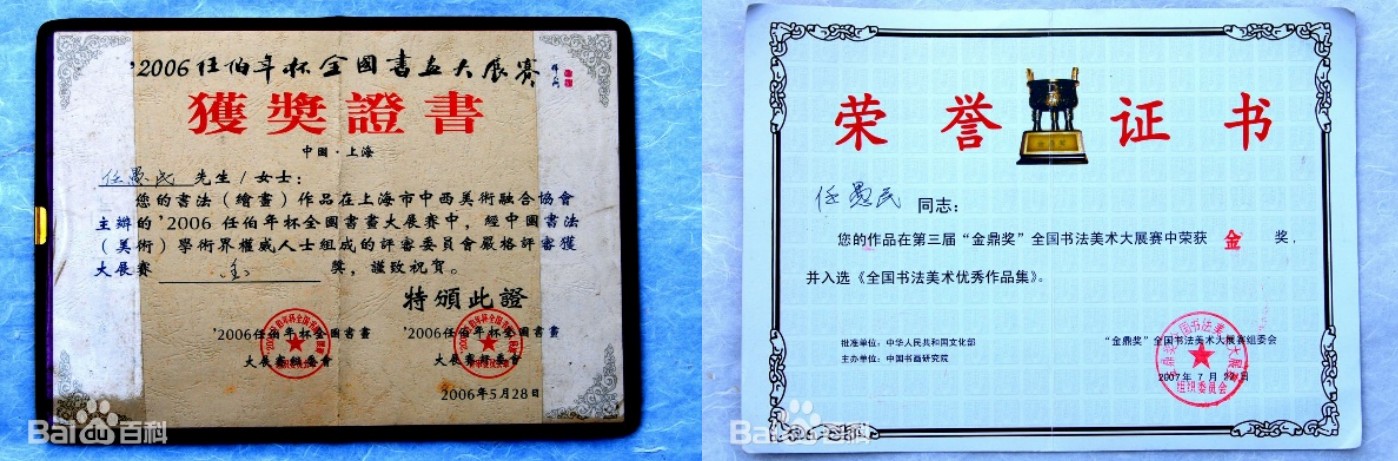 '2006任伯年杯全國書画大展赛
獲獎證書
中國·上海
任愚民 先生/女士：
您的書法（繪畫）作品在上海市中西美術融合協會
主辦的'2006 任伯年杯全國書畫大展賽中，經中國書法
（美術）學術界權威人士組成的評審委員會嚴格評審獲
大展賽 金 獎，謹致祝賀。
特頒此證
'2006任伯年杯全國書畫 '2006任伯年杯全國書畫
大展賽組委會 大展賽評委會
2006年5月28日
Bai百科
荣誉证书
任愚民 同志：
您的作品在第三届“金鼎奖”全国书法美术大展赛中荣获 金 奖，
并入选《全国书法美术优秀作品集》。
批准单位：中华人民共和国文化部
主办单位：中国书画研究院
“金鼎奖”全国书法美术大展赛组委会
2007年7月2日
组织委员会
Bai百科